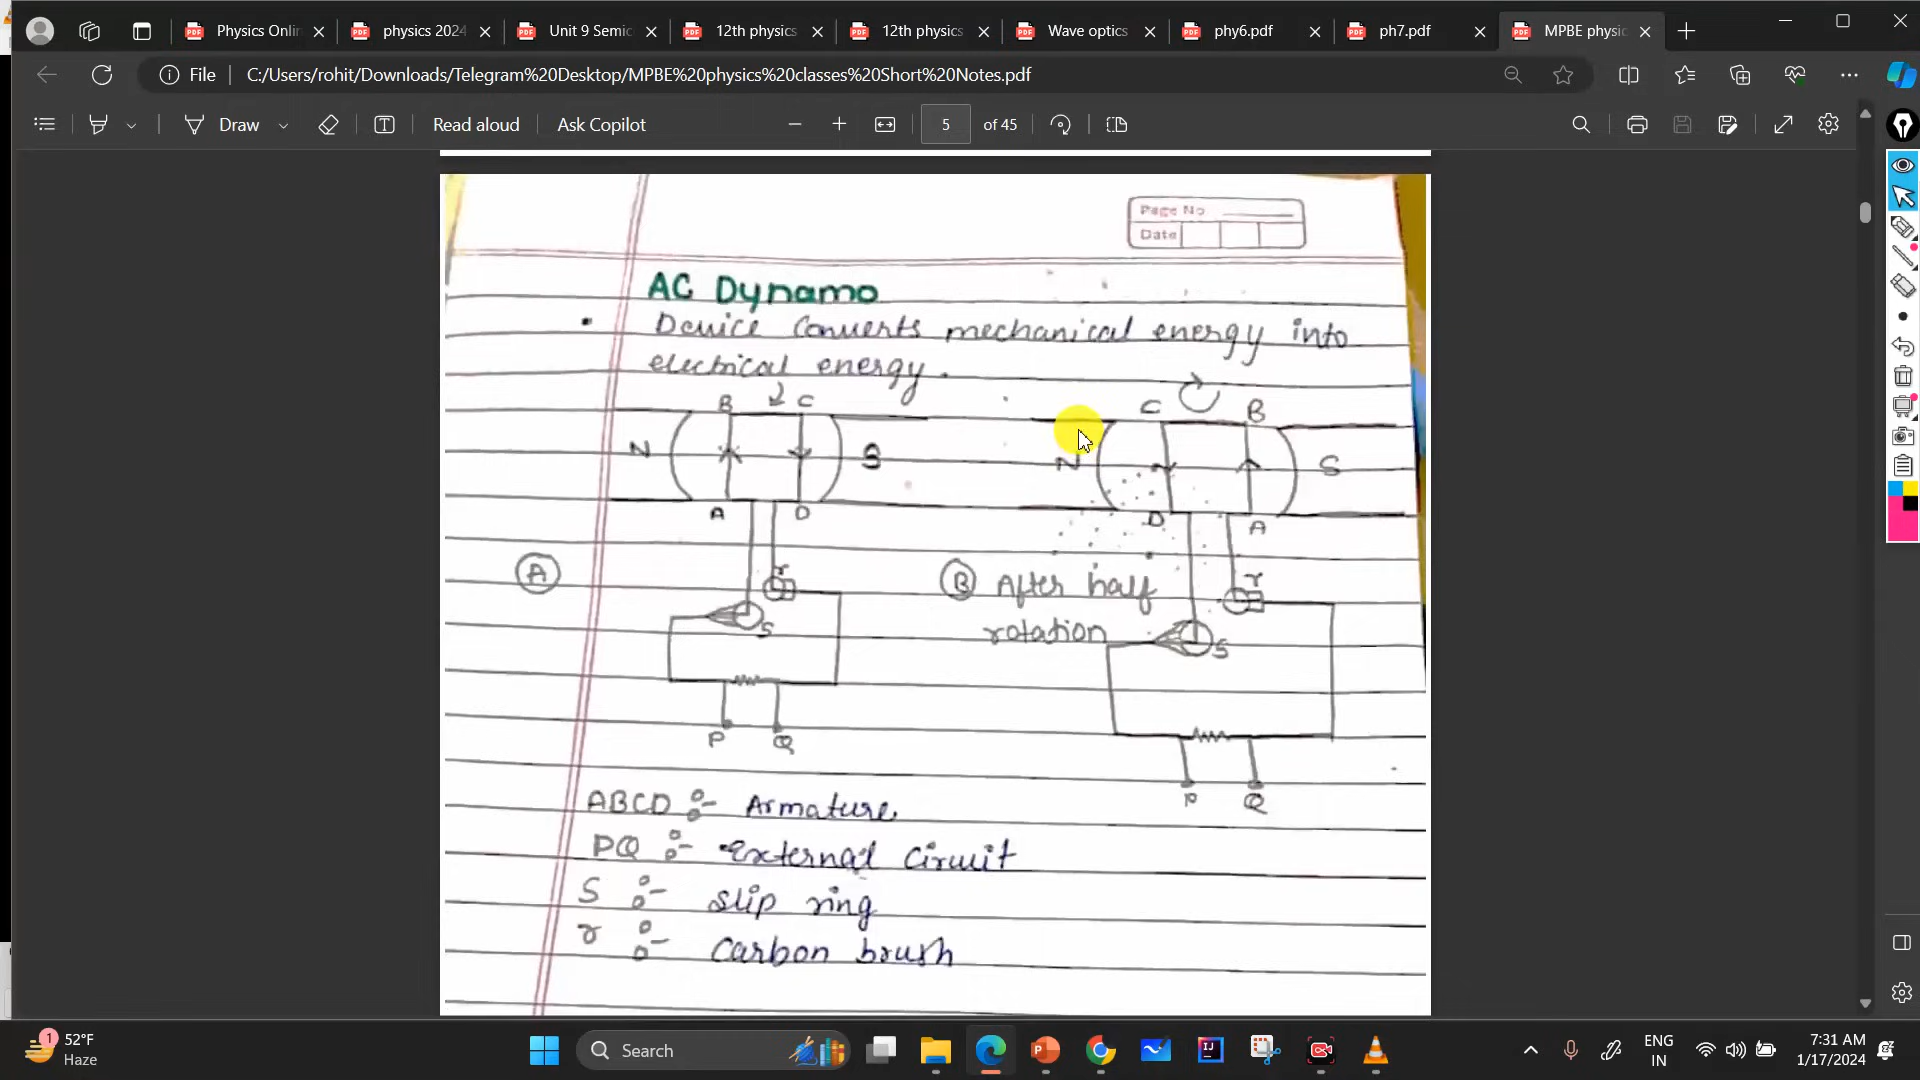 Physics Onlin
physics 2024
Unit 9 Semic
12th physics
12th physics
Wave optics
phy6.pdf
ph7.pdf
MPBE physic
File
C:/Users/rohit/Downloads/Telegram%20Desktop/MPBE%20physics%20classes%20Short%20Notes.pdf
Draw
Read aloud
Ask Copilot
5
of 45
Page No
Date
AC Dynamo
• Device converts mechanical energy into
electrical energy.
B C
C B
N S
N S
A D
D A
r
r
A
B After half
rotation
S
S
P Q
P Q
ABCD :- Armature
PQ :- External Circuit
S :- Slip ring
r :- Carbon brush
1
52°F
Haze
Search
ENG
IN
7:31 AM
1/17/2024